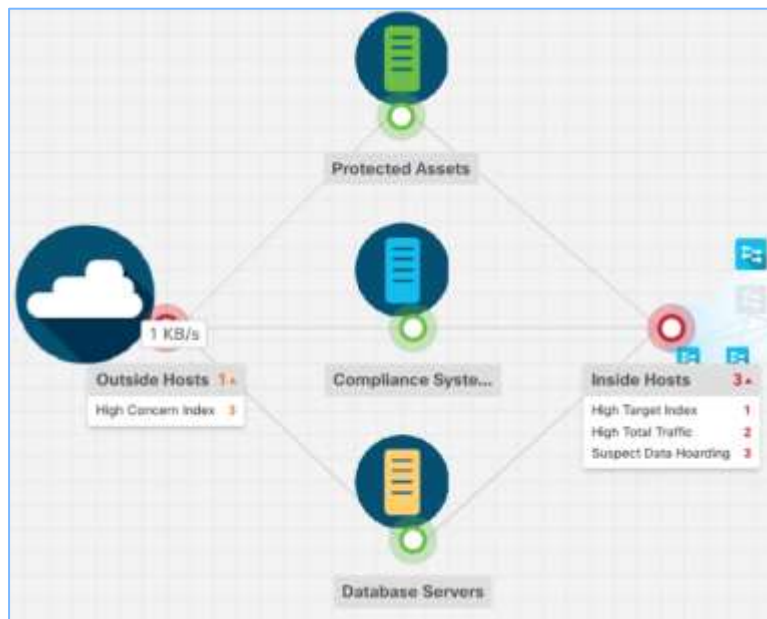 Protected Assets
1 KB/s
Outside Hosts 1
High Concern Index 3
Compliance Syste...
Inside Hosts 3
High Target Index 1
High Total Traffic 2
Suspect Data Hoarding 3
Database Servers